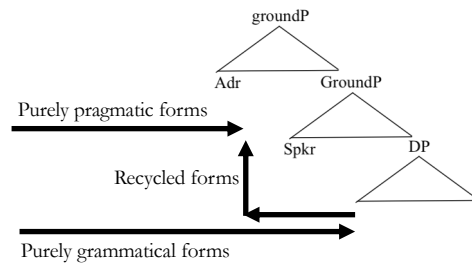 groundP
Adr
GroundP
Purely pragmatic forms
Spkr
DP
Recycled forms
Purely grammatical forms